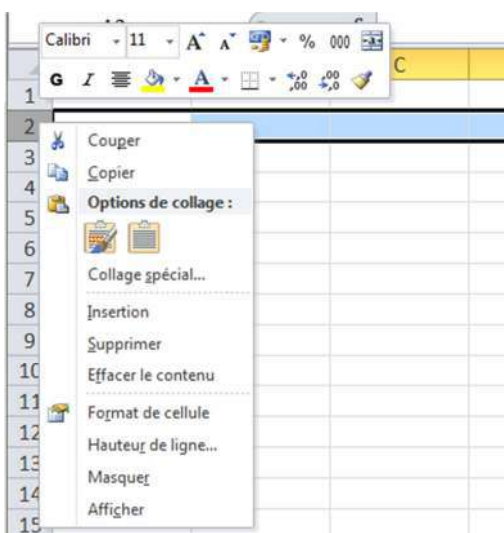 Calibri 11 A A % 000
G I A ,00 ,0
C
1
2
3
4
5
6
7
8
9
10
11
12
13
14
15
Couper
Copier
Options de collage :
Collage spécial...
Insertion
Supprimer
Effacer le contenu
Format de cellule
Hauteur de ligne...
Masquer
Afficher